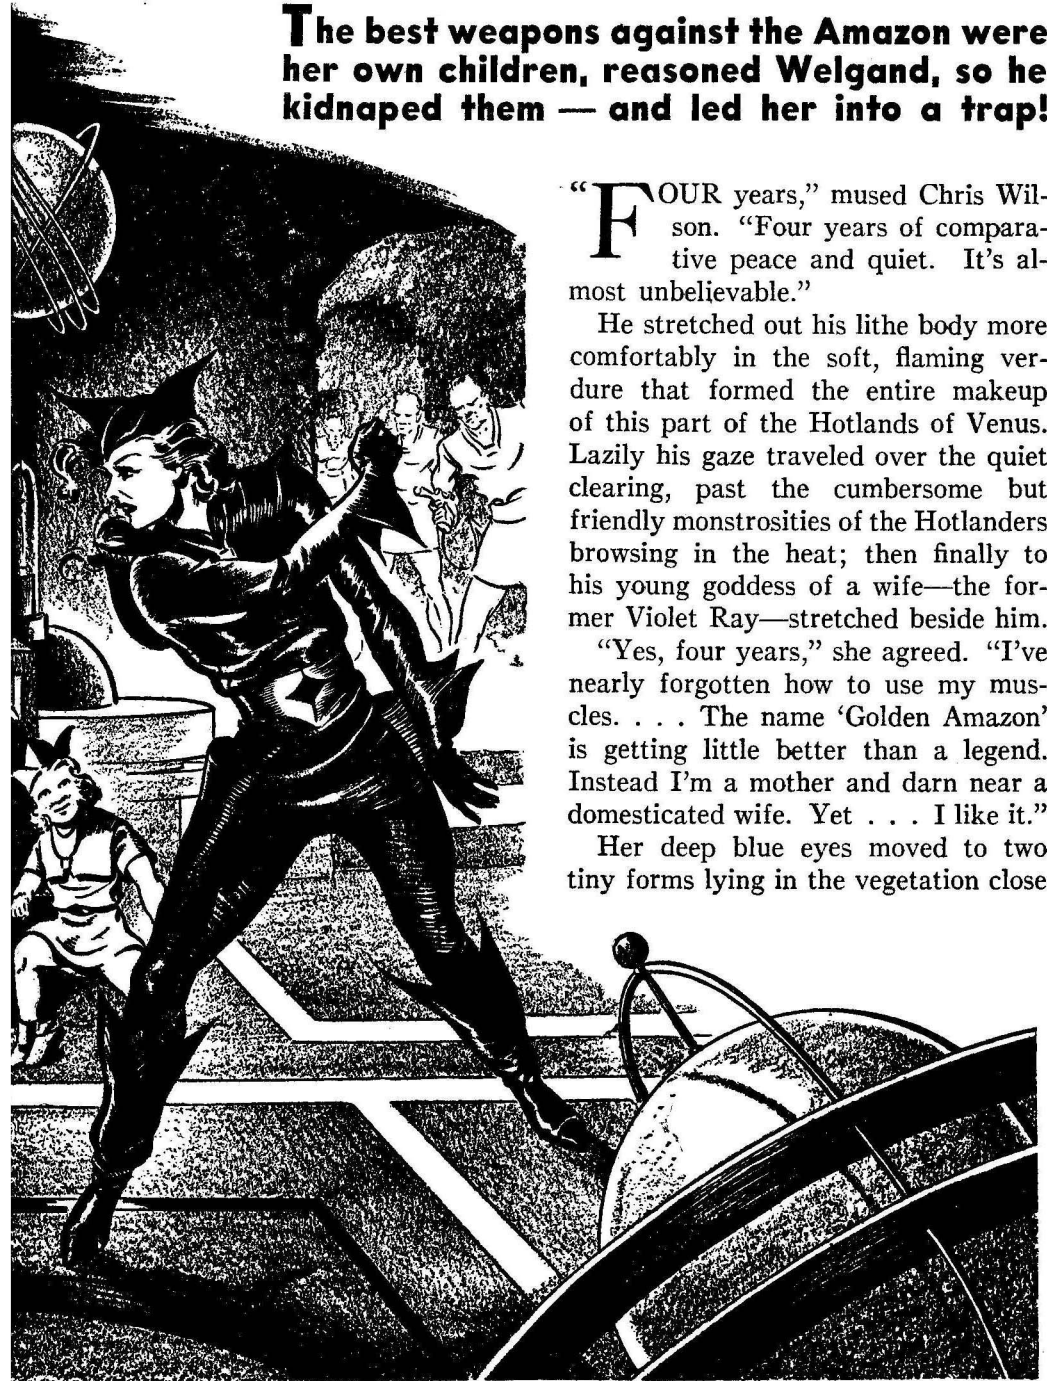 The best weapons against the Amazon were
her own children, reasoned Welgand, so he
kidnaped them — and led her into a trap!
“FOUR years,” mused Chris Wil-
son. “Four years of compara-
tive peace and quiet. It’s al-
most unbelievable.”
He stretched out his lithe body more
comfortably in the soft, flaming ver-
dure that formed the entire makeup
of this part of the Hotlands of Venus.
Lazily his gaze traveled over the quiet
clearing, past the cumbersome but
friendly monstrosities of the Hotlanders
browsing in the heat; then finally to
his young goddess of a wife—the for-
mer Violet Ray—stretched beside him.
“Yes, four years,” she agreed. “I’ve
nearly forgotten how to use my mus-
cles. . . . The name ‘Golden Amazon’
is getting little better than a legend.
Instead I’m a mother and darn near a
domesticated wife. Yet . . . I like it.”
Her deep blue eyes moved to two
tiny forms lying in the vegetation close